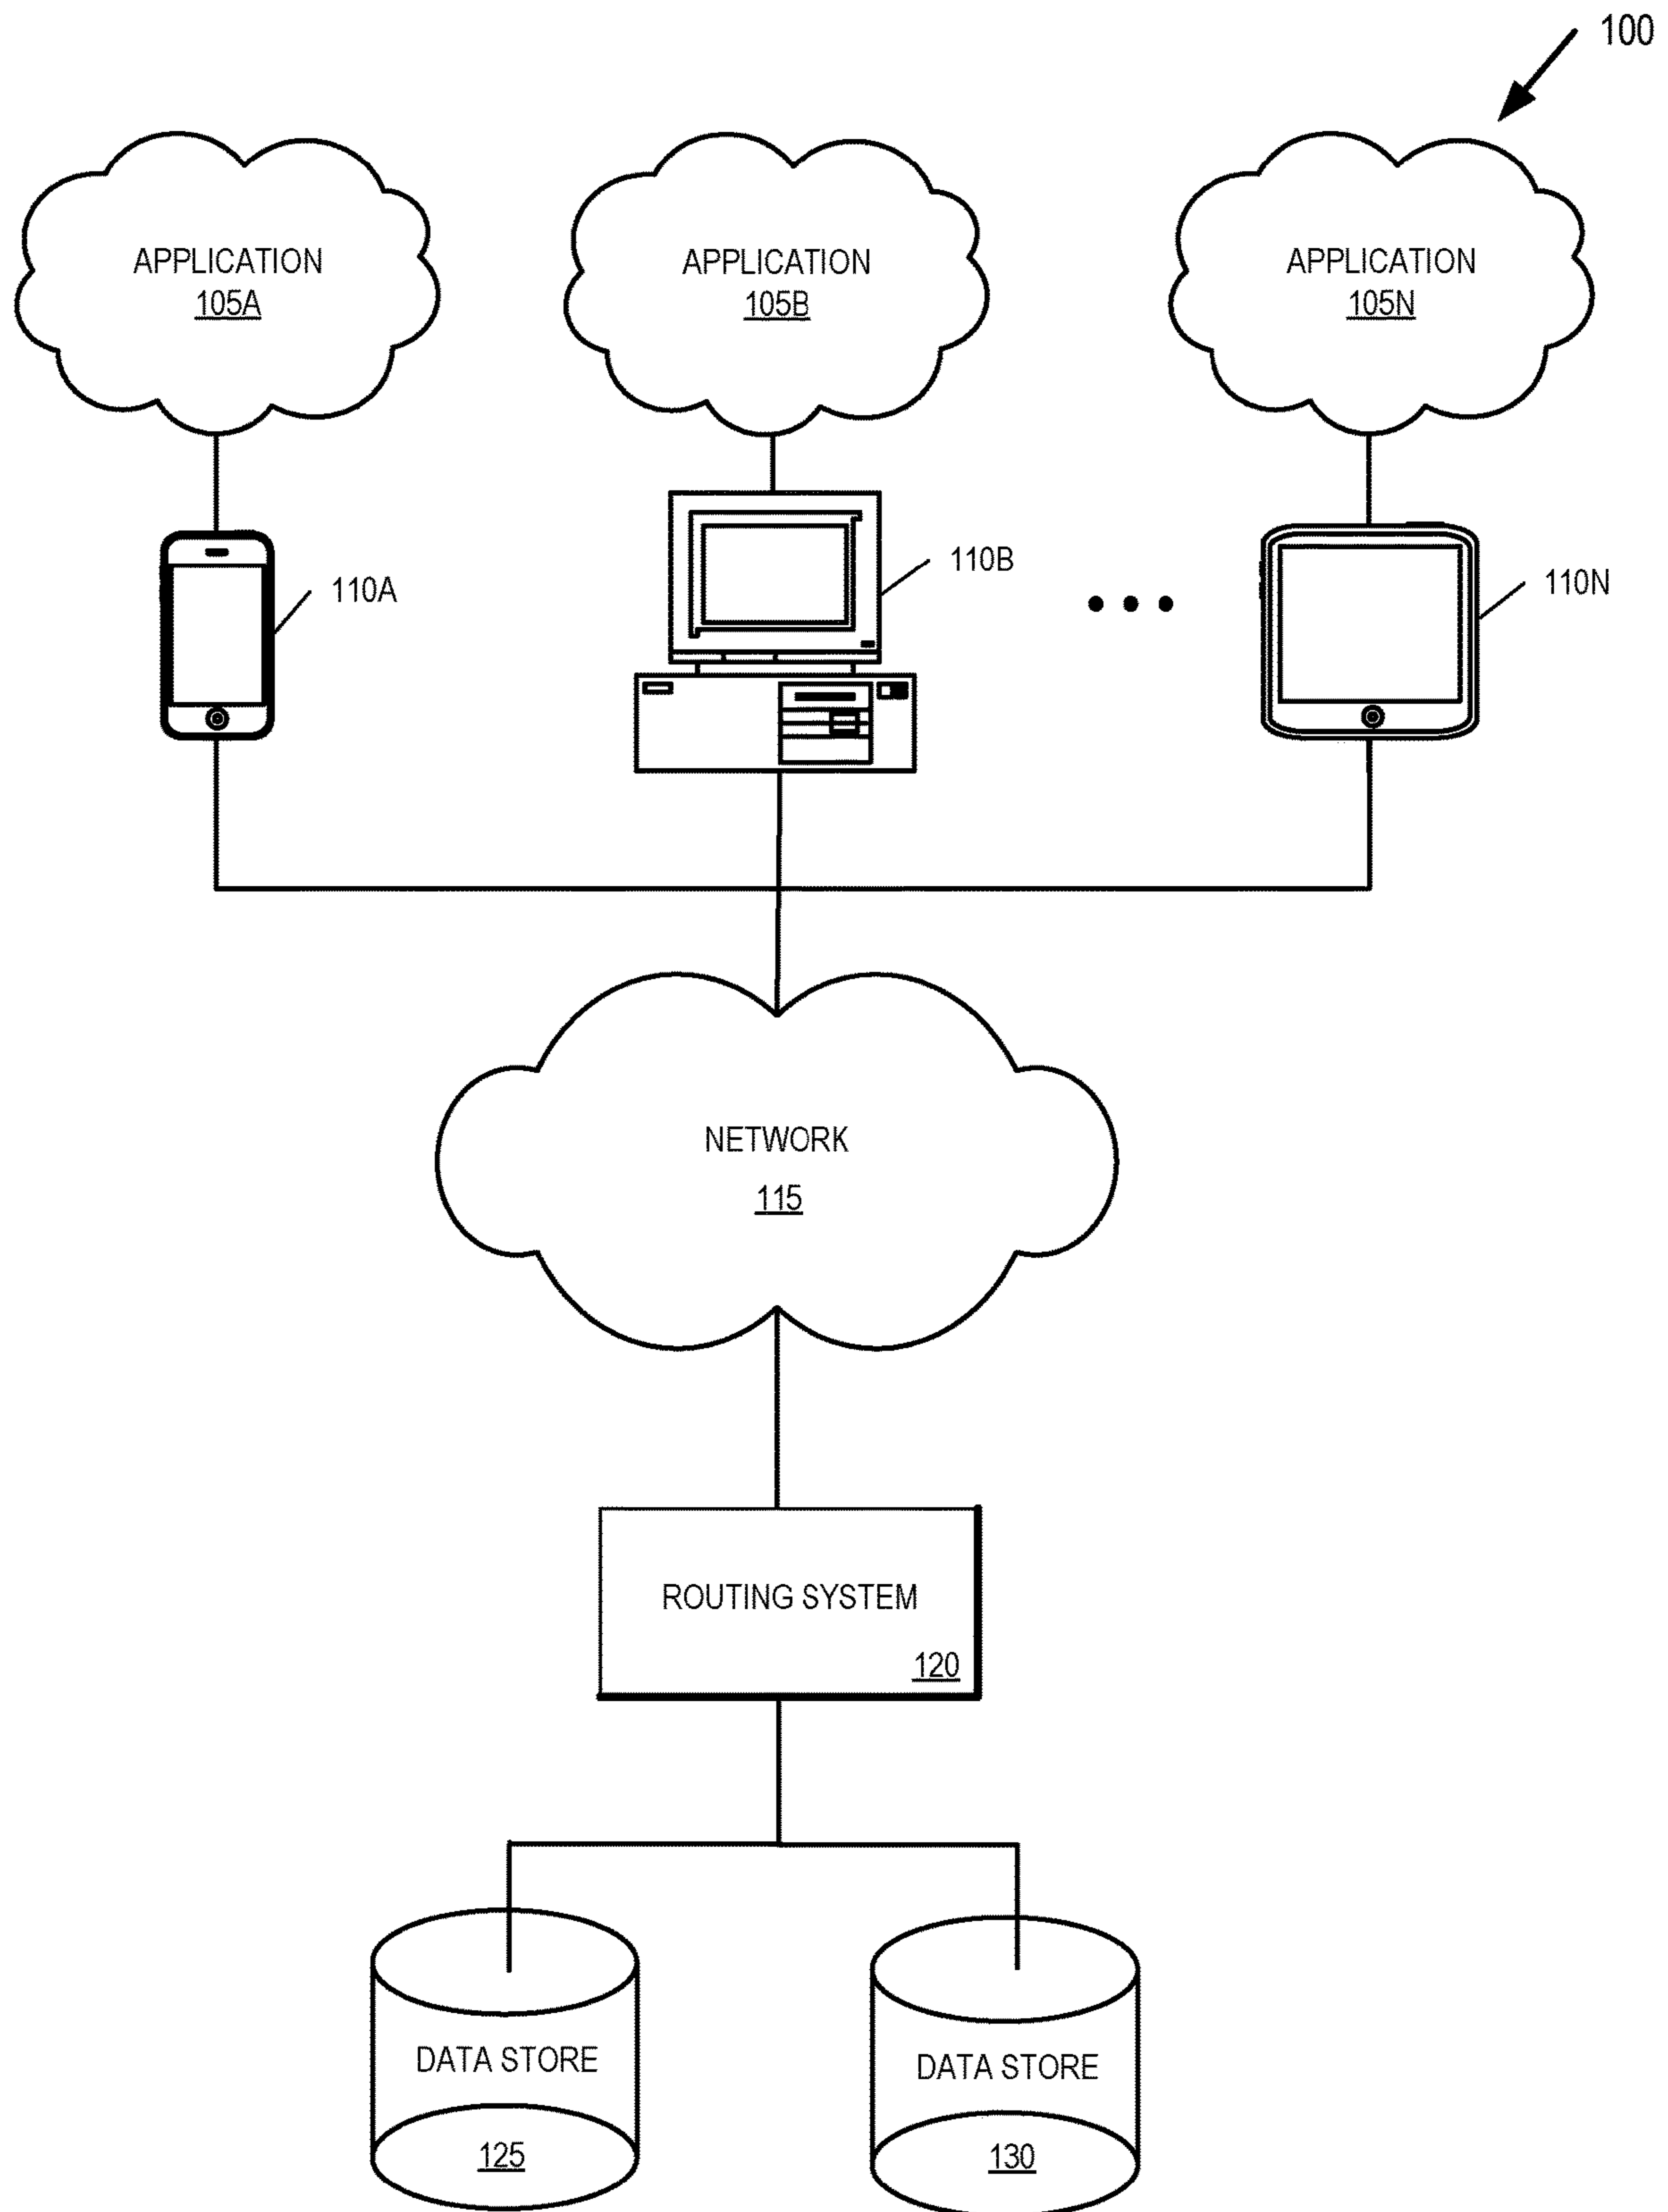 100
APPLICATION
105A
APPLICATION
105B
APPLICATION
105N
110A
110B
110N
NETWORK
115
ROUTING SYSTEM
120
DATA STORE
125
DATA STORE
130